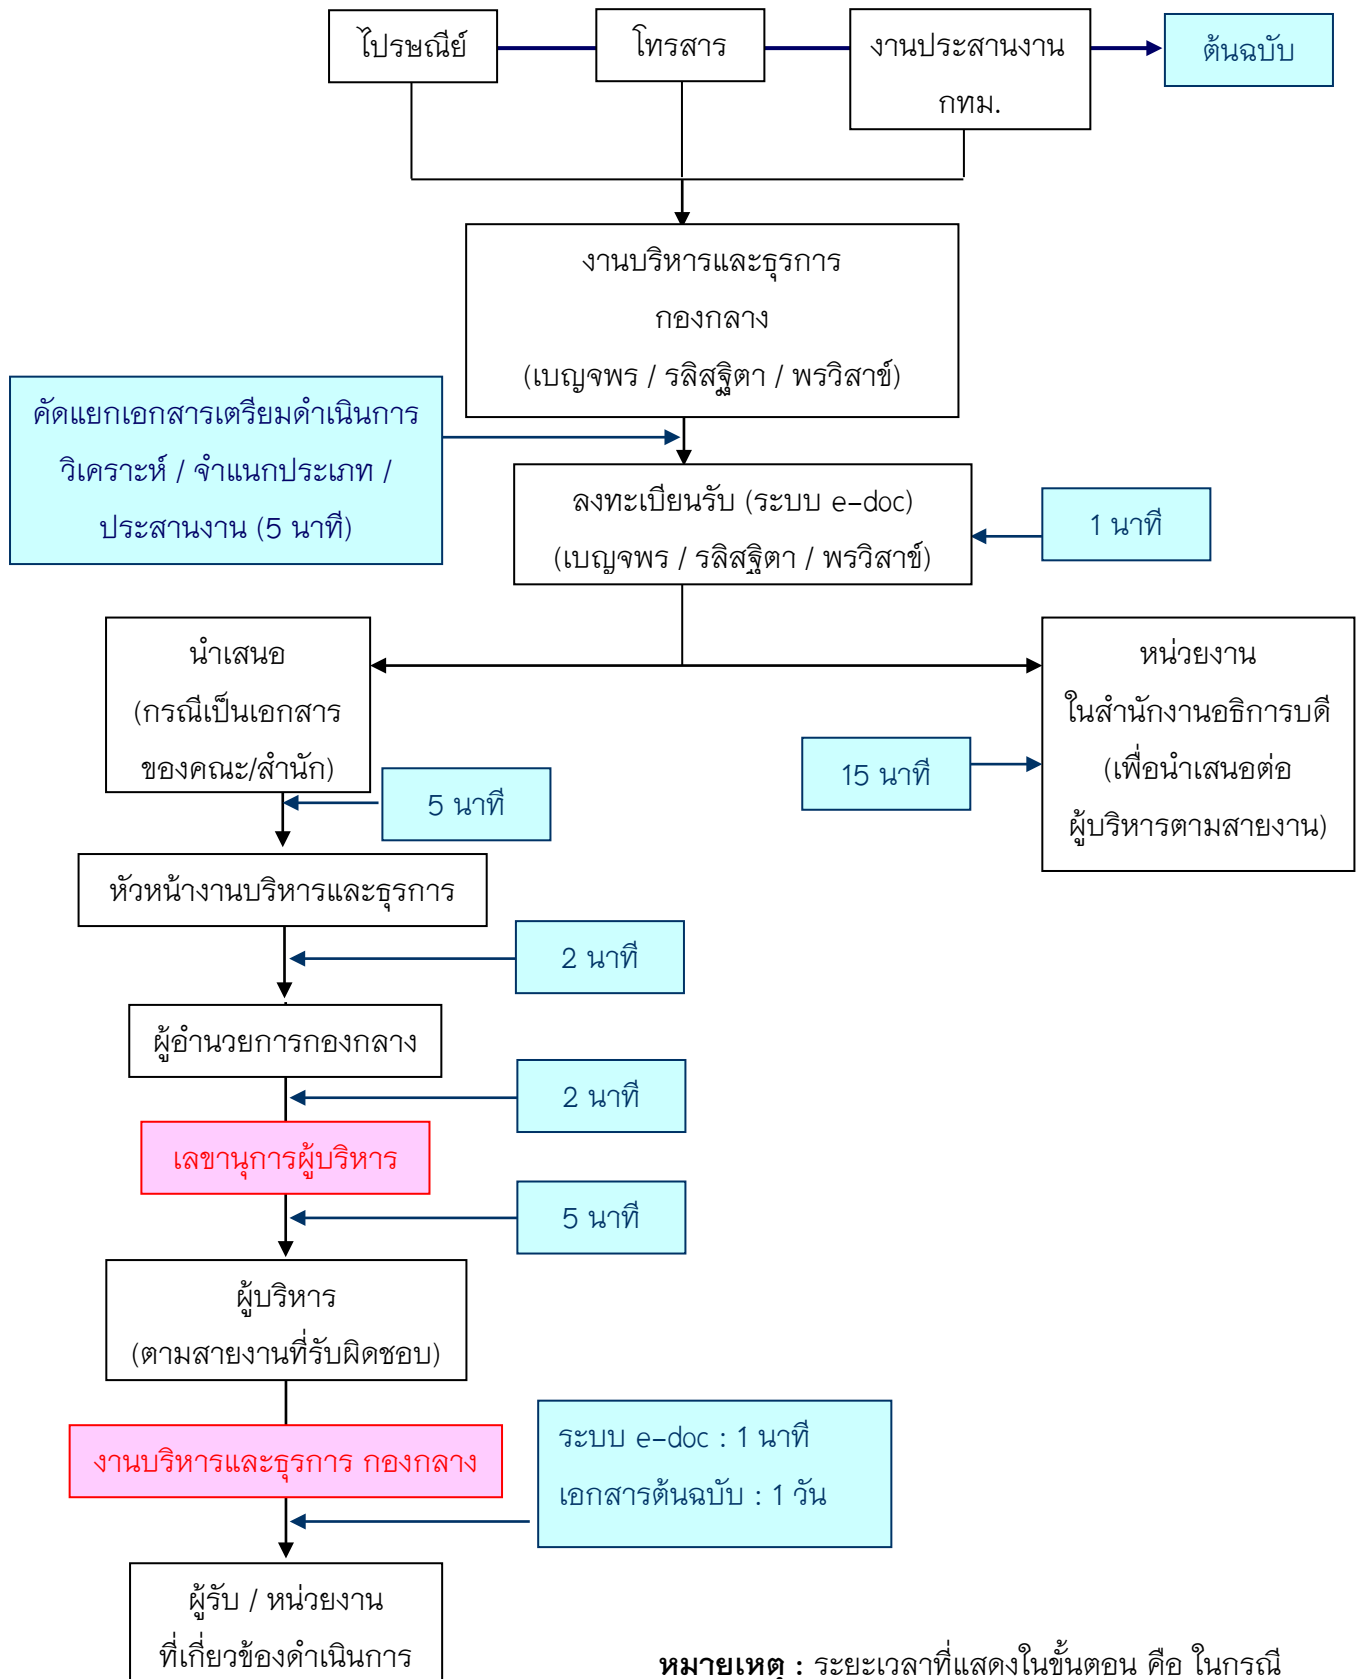 ไปรษณีย์
โทรสาร
งานประสานงาน
กทม.
ต้นฉบับ
งานบริหารและธุรการ
กองกลาง
(เบญจพร / รลิสฐิตา / พรวิสาข์)
คัดแยกเอกสารเตรียมดำเนินการ
วิเคราะห์ / จำแนกประเภท /
ประสานงาน (5 นาที)
ลงทะเบียนรับ (ระบบ e-doc)
(เบญจพร / รลิสฐิตา / พรวิสาข์)
1 นาที
นำเสนอ
(กรณีเป็นเอกสาร
ของคณะ/สำนัก)
หน่วยงาน
ในสำนักงานอธิการบดี
(เพื่อนำเสนอต่อ
ผู้บริหารตามสายงาน)
15 นาที
5 นาที
หัวหน้างานบริหารและธุรการ
2 นาที
ผู้อำนวยการกองกลาง
2 นาที
เลขานุการผู้บริหาร
5 นาที
ผู้บริหาร
(ตามสายงานที่รับผิดชอบ)
งานบริหารและธุรการ กองกลาง
ระบบ e-doc : 1 นาที
เอกสารต้นฉบับ : 1 วัน
ผู้รับ / หน่วยงาน
ที่เกี่ยวข้องดำเนินการ
หมายเหตุ : ระยะเวลาที่แสดงในขั้นตอน คือ ในกรณี